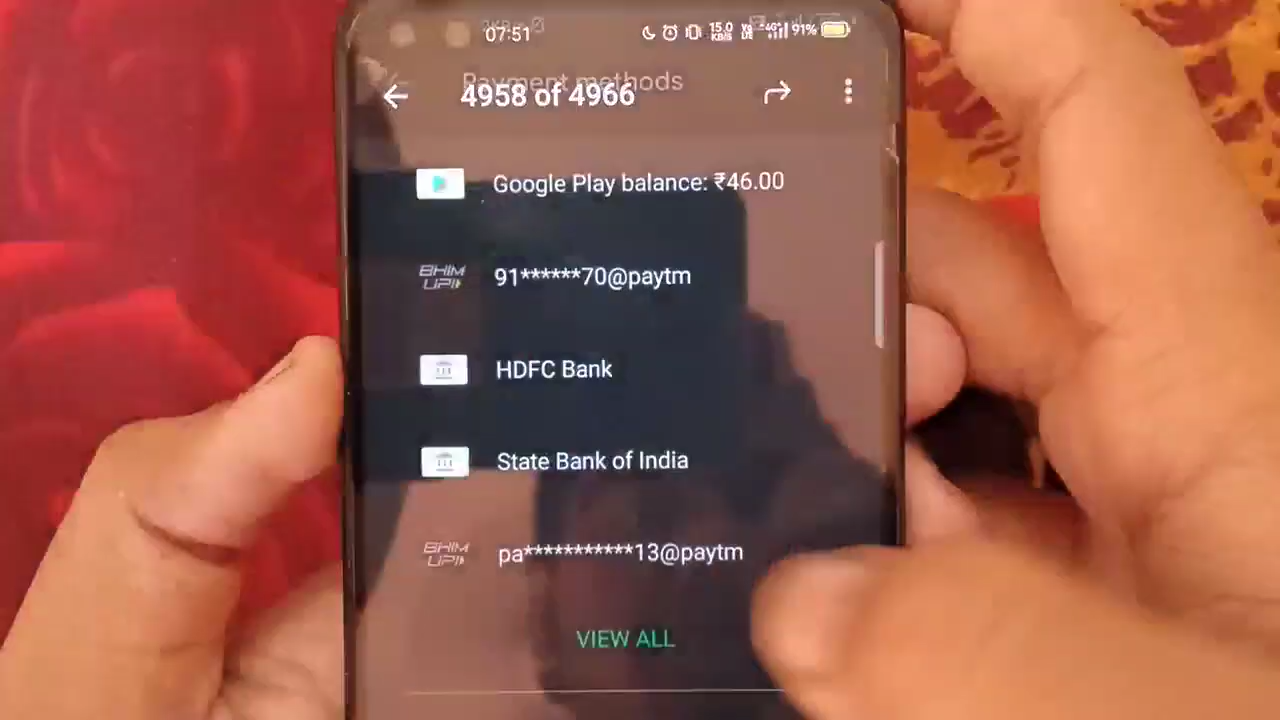 07:51
15.0
KB/S
4G
91%
Payment methods
4958 of 4966
Google Play balance: ₹46.00
BHIM
UPI
91******70@paytm
HDFC Bank
State Bank of India
BHIM
UPI
pa***********13@paytm
VIEW ALL